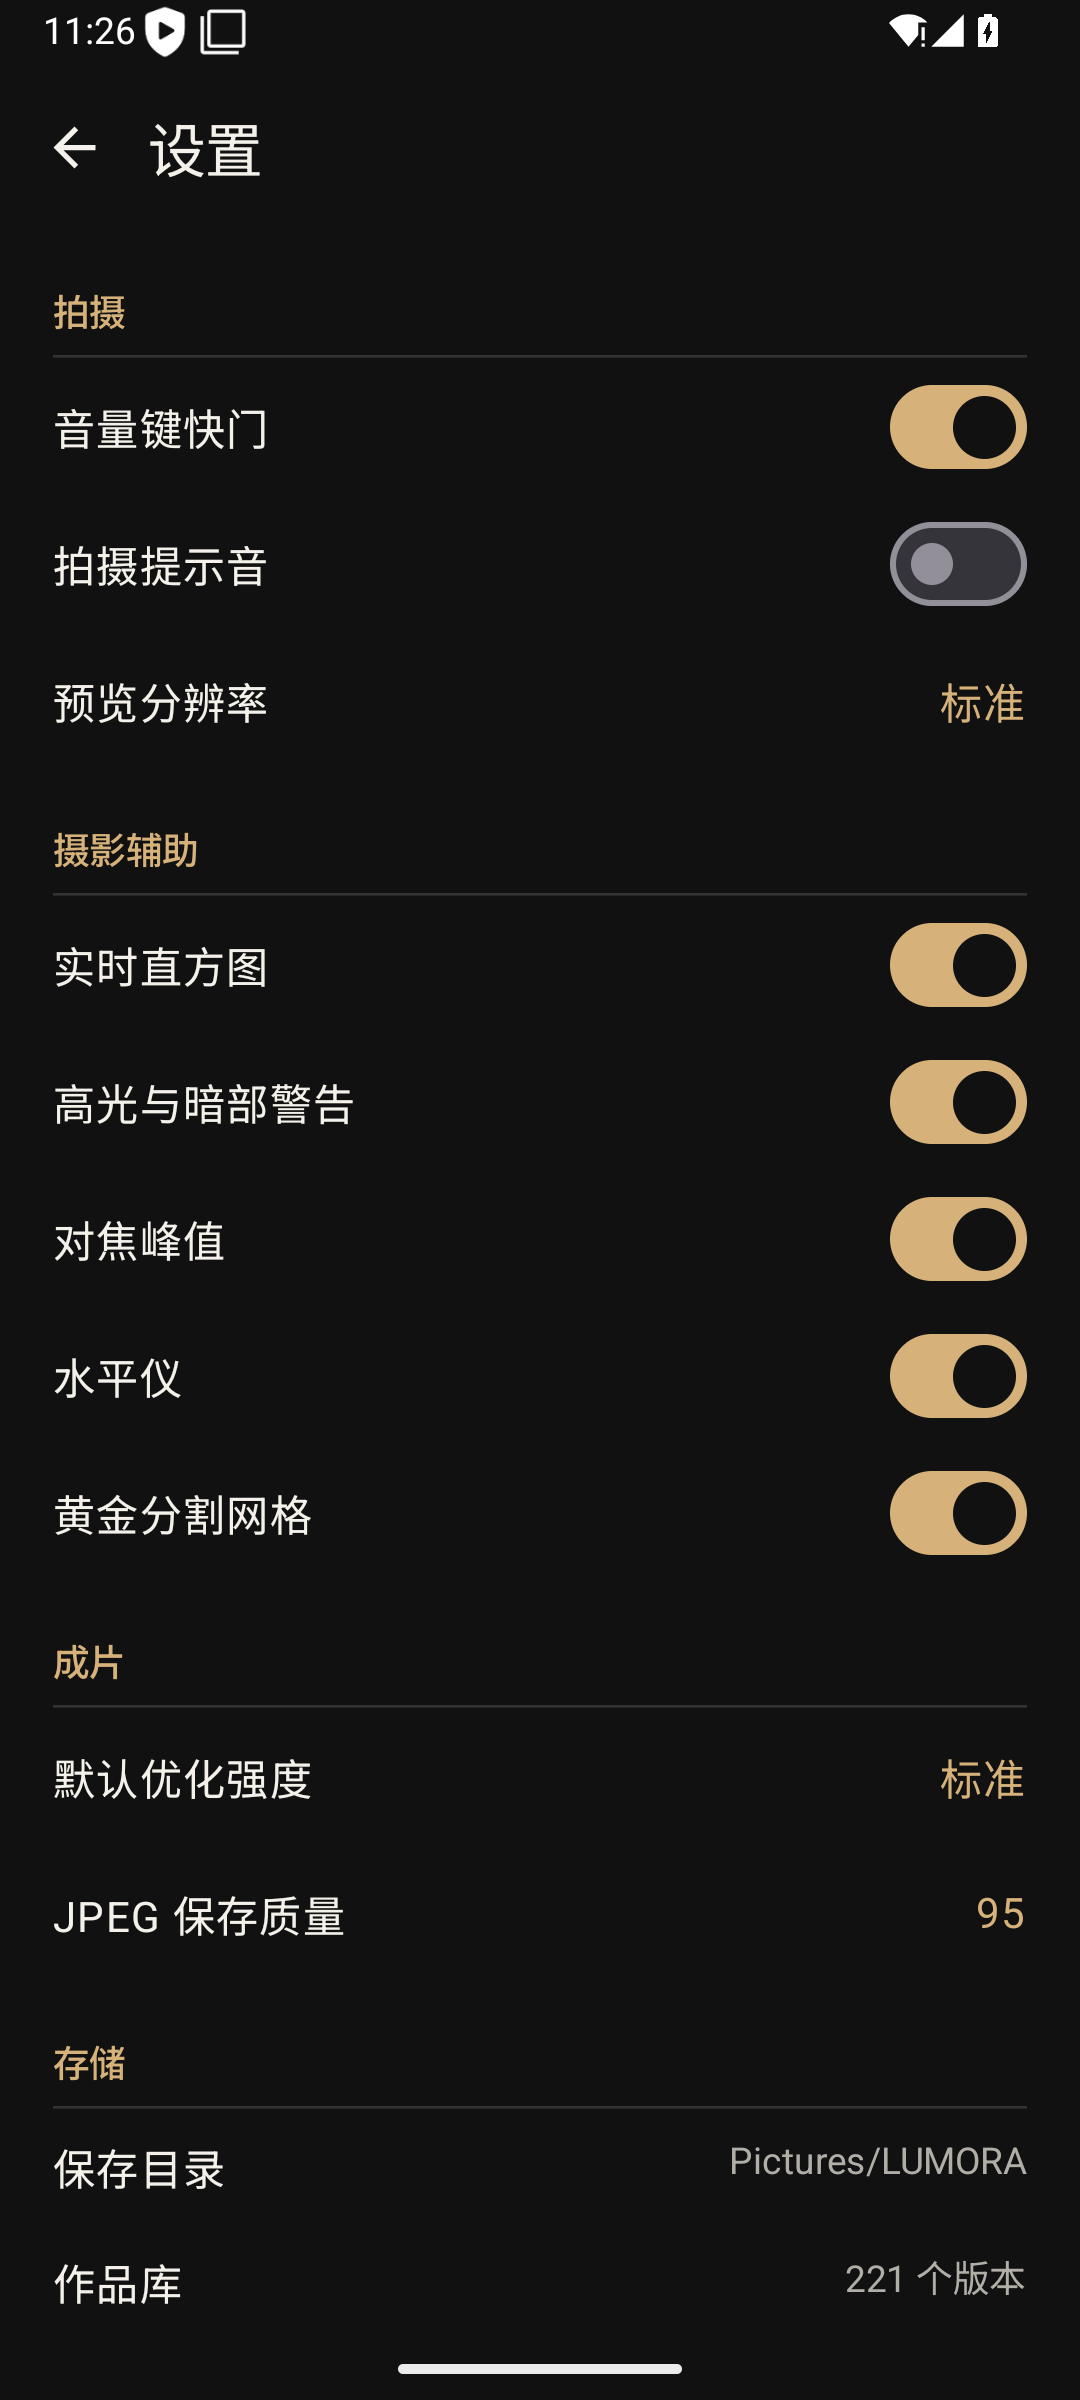 11:26
设置
拍摄
音量键快门
拍摄提示音
预览分辨率 标准
摄影辅助
实时直方图
高光与暗部警告
对焦峰值
水平仪
黄金分割网格
成片
默认优化强度 标准
JPEG 保存质量 95
存储
保存目录 Pictures/LUMORA
作品库 221 个版本